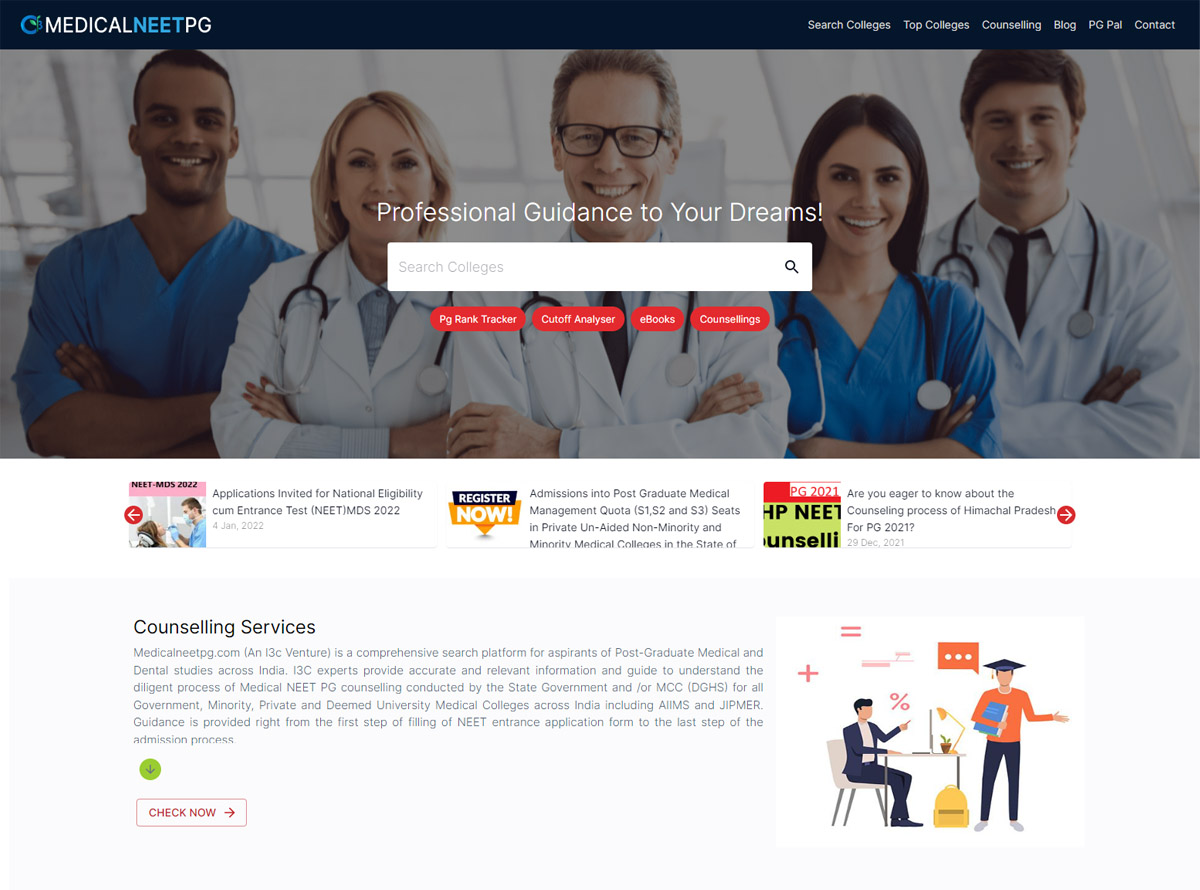 MEDICALNEETPG
Search Colleges
Top Colleges
Counselling
Blog
PG Pal
Contact
Professional Guidance to Your Dreams!
Search Colleges
Pg Rank Tracker
Cutoff Analyser
eBooks
Counsellings
NEET-MDS 2022
Applications Invited for National Eligibility
cum Entrance Test (NEET)MDS 2022
4 Jan, 2022
REGISTER
NOW!
Admissions into Post Graduate Medical
Management Quota (S1,S2 and S3) Seats
in Private Un-Aided Non-Minority and
Minority Medical Colleges in the State of
PG 2021
HP NEET
ounselli
Are you eager to know about the
Counseling process of Himachal Pradesh
For PG 2021?
29 Dec, 2021
Counselling Services
Medicalneetpg.com (An I3c Venture) is a comprehensive search platform for aspirants of Post-Graduate Medical and
Dental studies across India. I3C experts provide accurate and relevant information and guide to understand the
diligent process of Medical NEET PG counselling conducted by the State Government and /or MCC (DGHS) for all
Government, Minority, Private and Deemed University Medical Colleges across India including AIIMS and JIPMER.
Guidance is provided right from the first step of filling of NEET entrance application form to the last step of the
admission process.
%
CHECK NOW